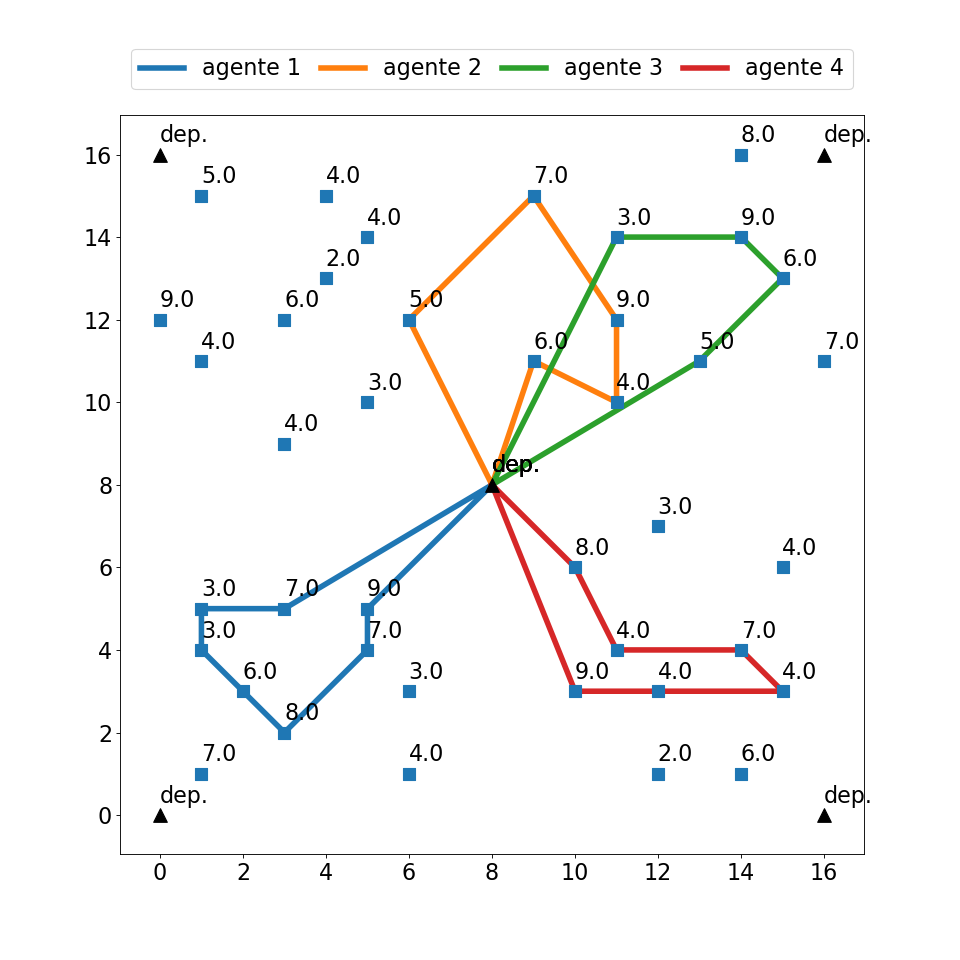 agente 1 agente 2 agente 3 agente 4
dep. 8.0 dep.
16
5.0 4.0 7.0
4.0 3.0 9.0
14
2.0 6.0
9.0 6.0 5.0 9.0
12
4.0 6.0 5.0 7.0
3.0 4.0
10
4.0
dep.
8
3.0
8.0 4.0
6
3.0 7.0 9.0
3.0 7.0 4.0 7.0
4
6.0 3.0 9.0 4.0 4.0
8.0
2
7.0 4.0 2.0 6.0
dep. dep.
0
0 2 4 6 8 10 12 14 16